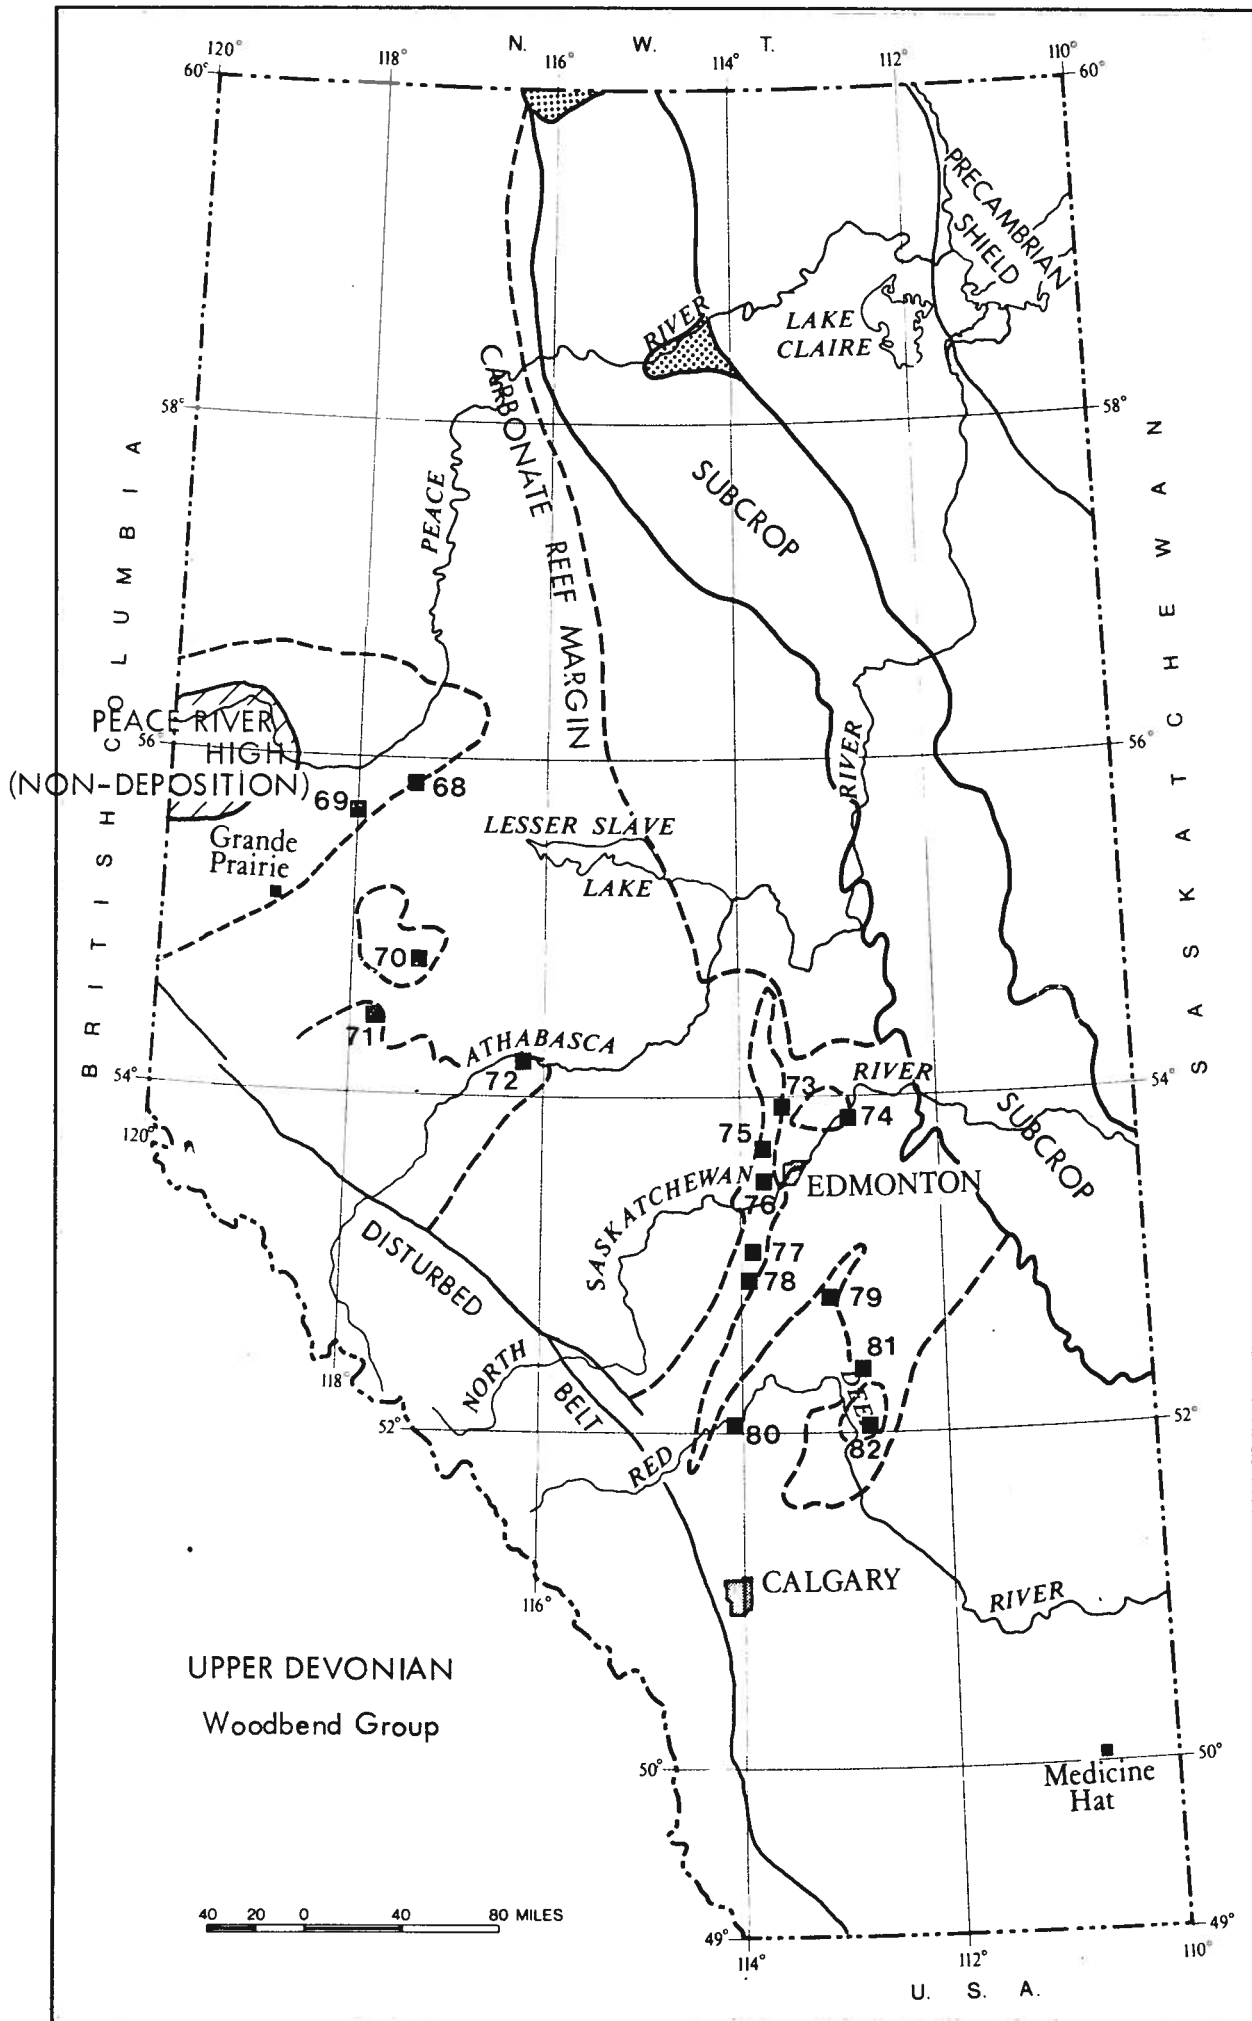 N. W. T.
120° 118° 116° 114° 112° 110°
60° 60°
PRECAMBRIAN
SHIELD
RIVER
LAKE
CLAIRE
CARBONATE REEF MARGIN
58° 58°
SUBCROP
PEACE
BRITISH COLUMBIA
SASKATCHEWAN
PEACE RIVER
HIGH
(NON-DEPOSITION)
56° 56°
RIVER
68
69
Grande
Prairie
LESSER SLAVE
LAKE
70
71
ATHABASCA
72
54° 54°
RIVER
73
74
SUBCROP
120°
75
SASKATCHEWAN
76
EDMONTON
DISTURBED
77
78
79
NORTH
81
118°
BELT
DEER
52° 52°
80
82
RED
CALGARY
RIVER
116°
UPPER DEVONIAN
Woodbend Group
50° 50°
Medicine
Hat
40 20 0 40 80 MILES
49° 49°
114° 112° 110°
U. S. A.